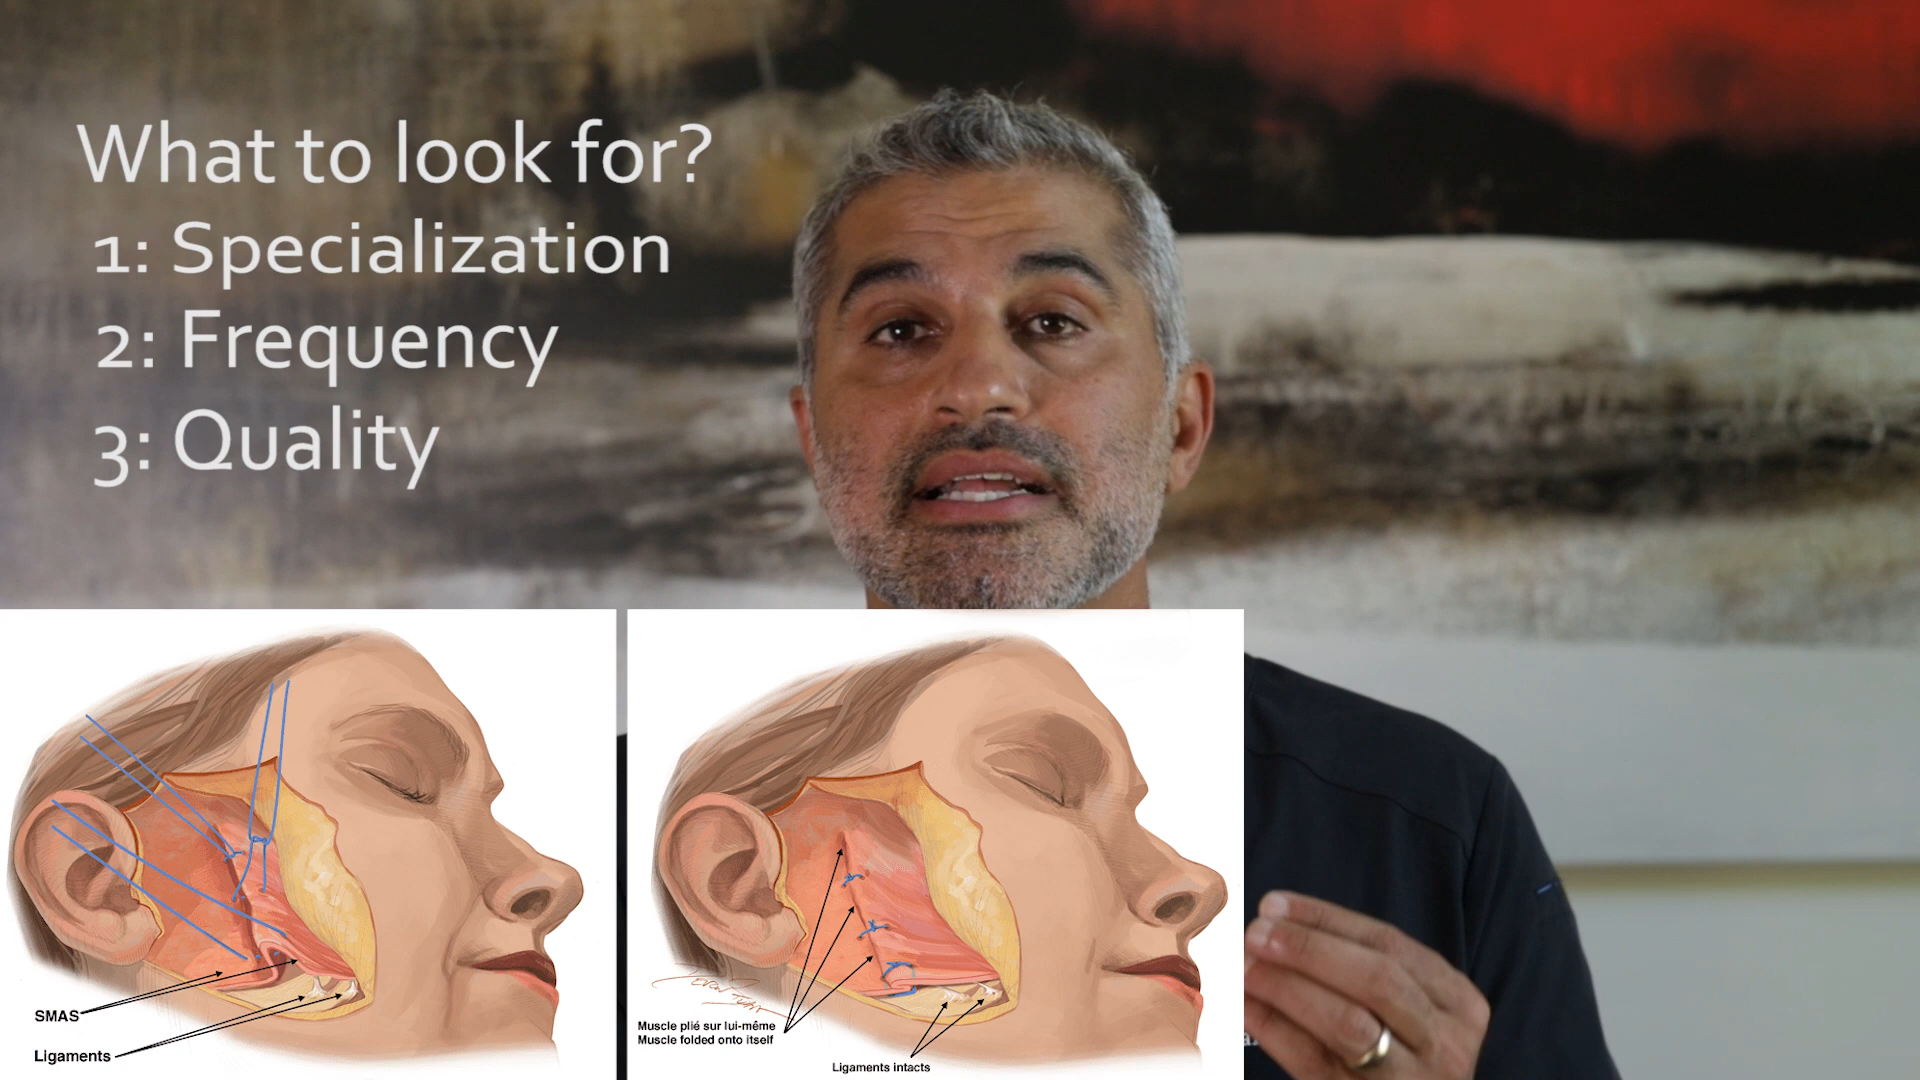 What to look for?
1: Specialization
2: Frequency
3: Quality
SMAS
Ligaments
Muscle plié sur lui-même
Muscle folded onto itself
Ligaments intacts